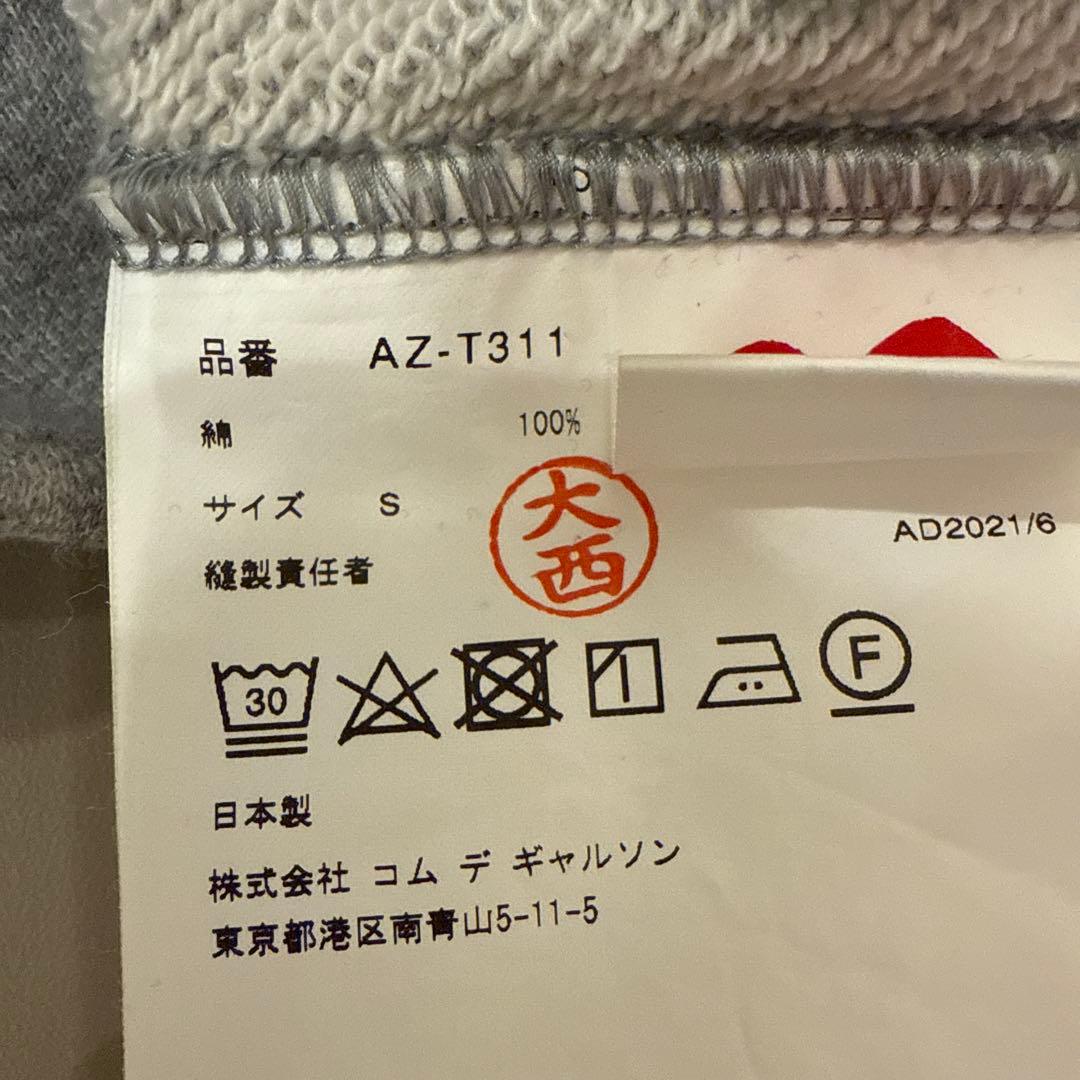 品番 AZ-T311
綿 100%
サイズ S
縫製責任者
大西
AD2021/6
30
F
日本製
株式会社 コム デ ギャルソン
東京都港区南青山5-11-5